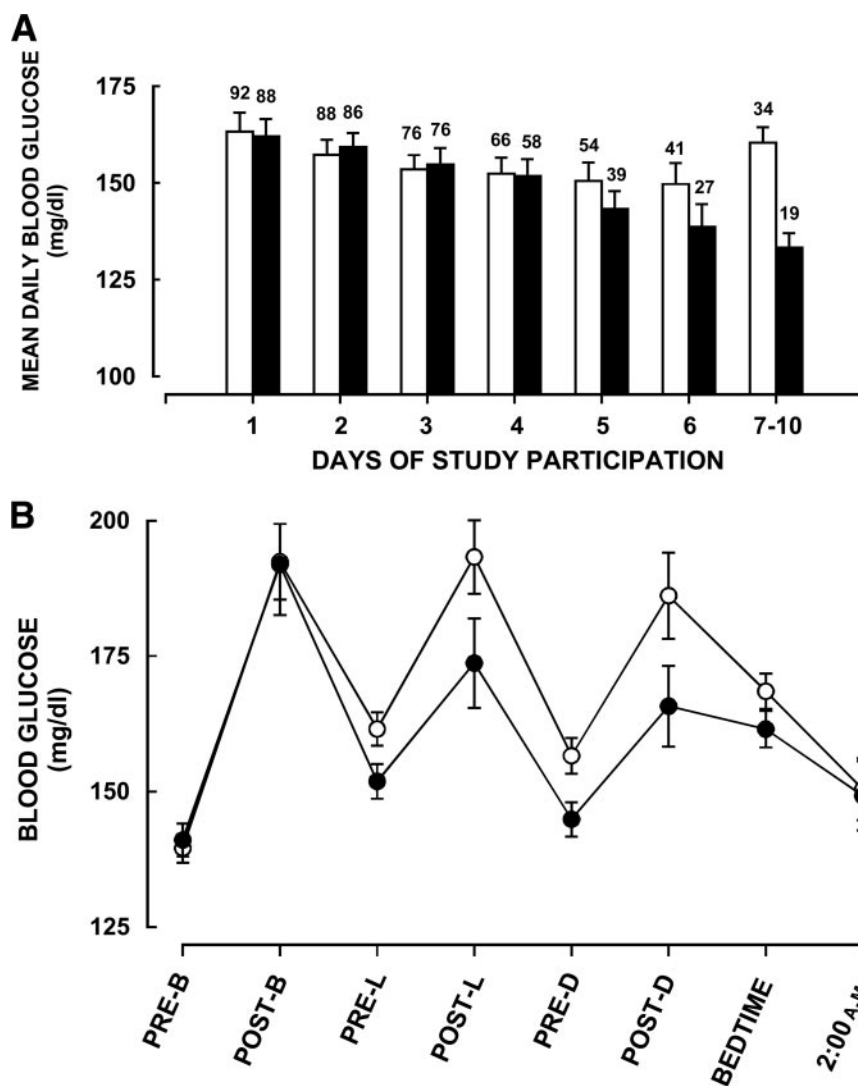 A
MEAN DAILY BLOOD GLUCOSE
(mg/dl)
175
150
125
100
92 88
88 86
76 76
66 58
54 39
41 27
34 19
1 2 3 4 5 6 7-10
DAYS OF STUDY PARTICIPATION
B
BLOOD GLUCOSE
(mg/dl)
200
175
150
125
PRE-B
POST-B
PRE-L
POST-L
PRE-D
POST-D
BEDTIME
2:00 A.M